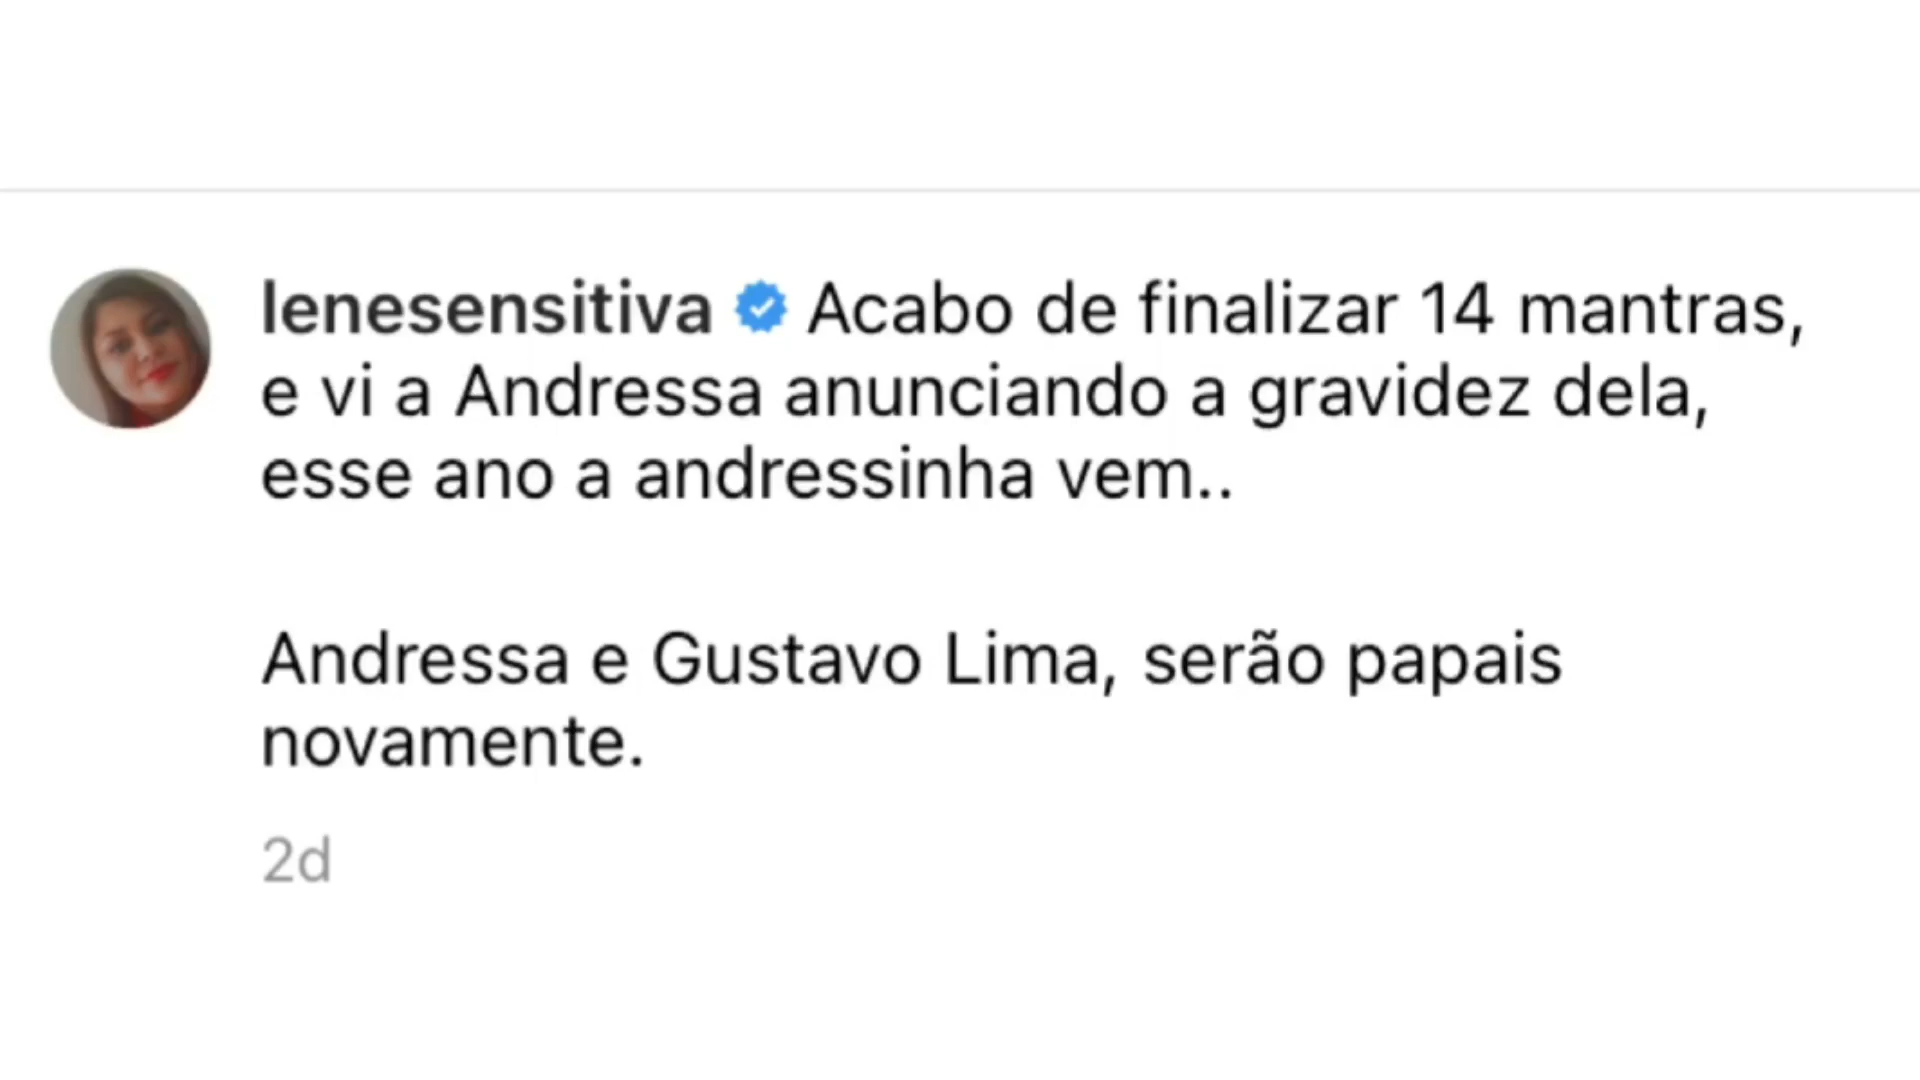 lenesensitiva Acabo de finalizar 14 mantras,
e vi a Andressa anunciando a gravidez dela,
esse ano a andressinha vem..
Andressa e Gustavo Lima, serão papais
novamente.
2d